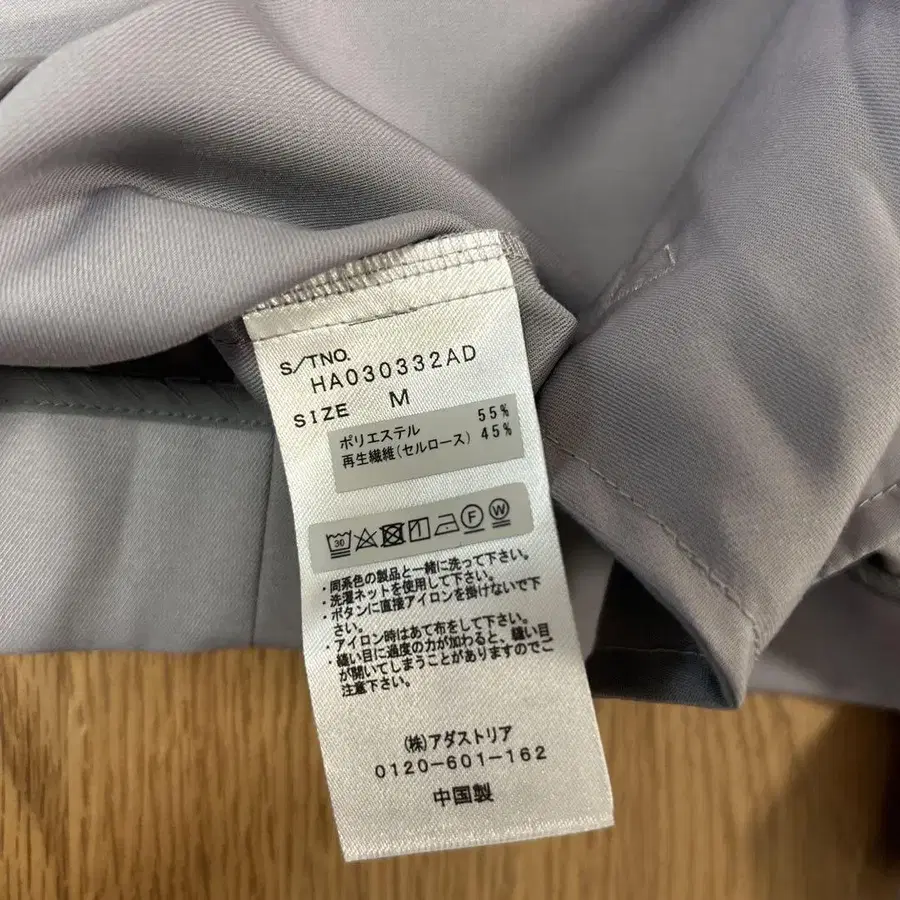 S/TNO.
HA030332AD
SIZE M
ポリエステル 55%
再生繊維(セルロース) 45%
30 F W
・同系色の製品と一緒に洗って下さい。
・洗濯ネットを使用して下さい。
・ボタンに直接アイロンを掛けないで下
さい。
・アイロン時はあて布をして下さい。
・縫い目に過度の力が加わると、縫い目
が開いてしまうことがありますのでご
注意下さい。
(株)アダストリア
0120-601-162
中国製